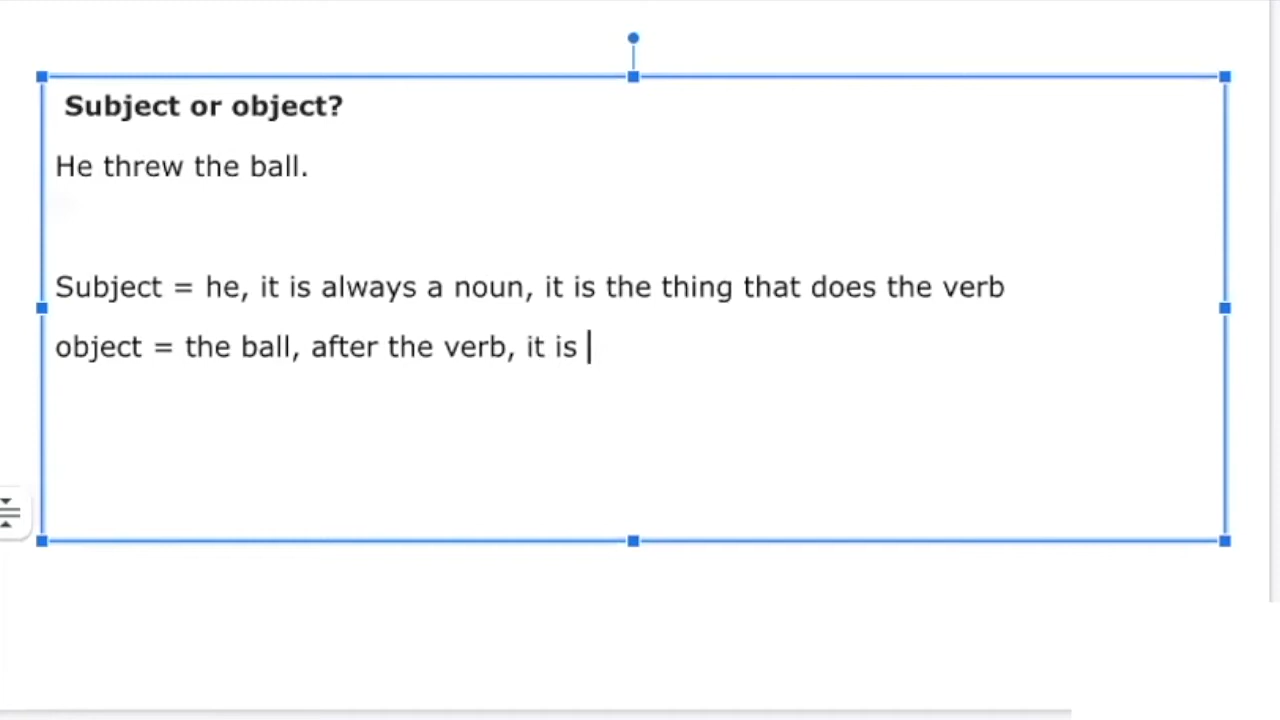 Subject or object?
He threw the ball.
Subject = he, it is always a noun, it is the thing that does the verb
object = the ball, after the verb, it is